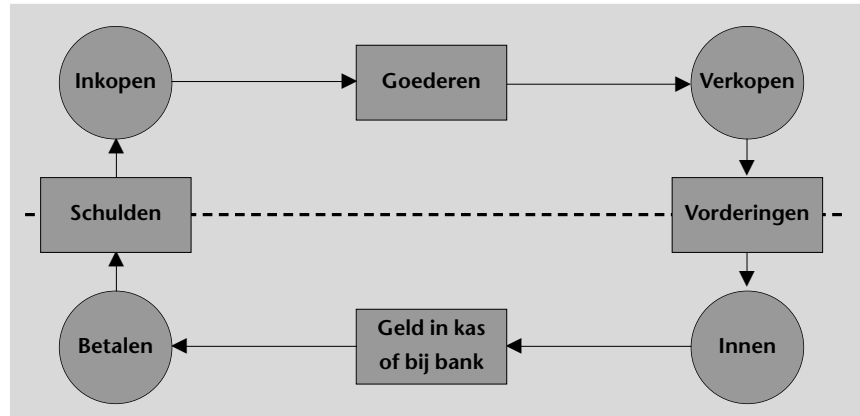 Inkopen
Goederen
Verkopen
Schulden
Vorderingen
Betalen
Geld in kas
of bij bank
Innen